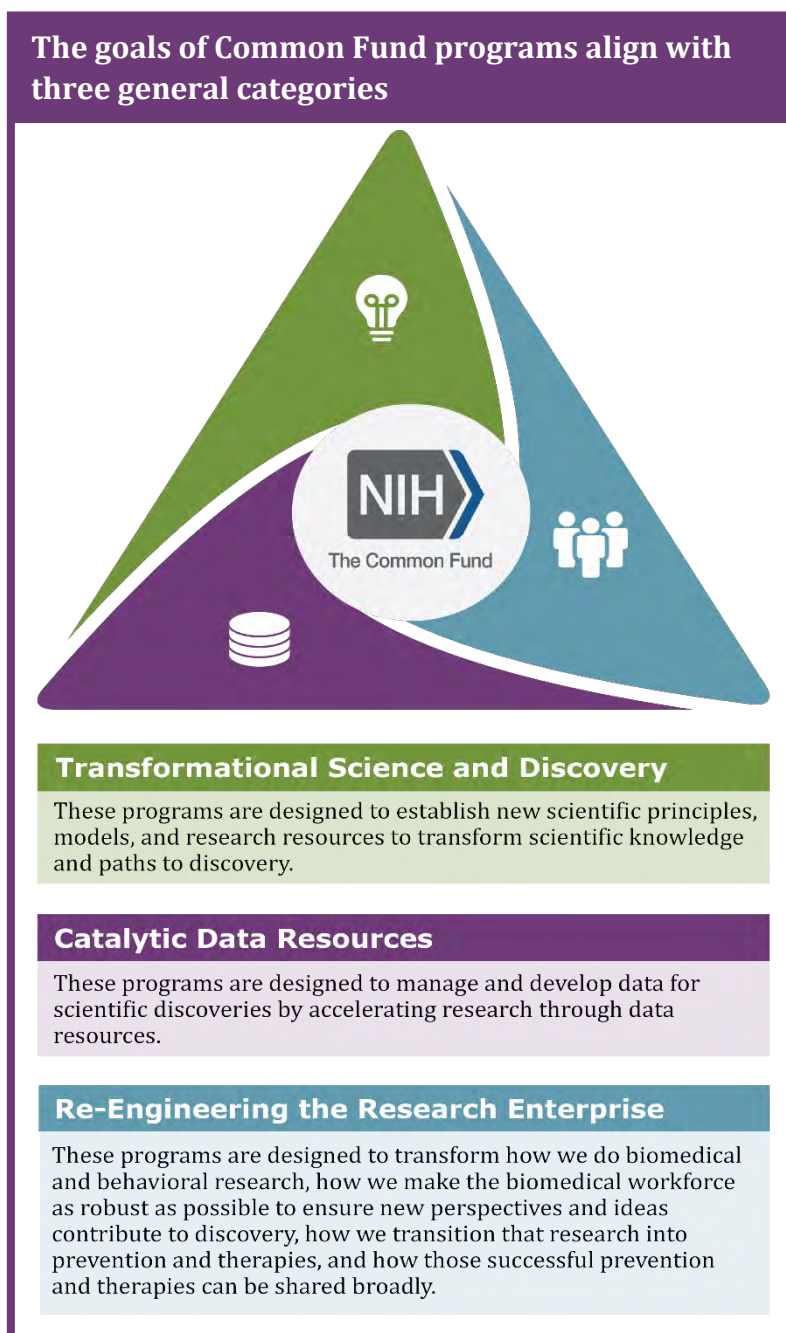 The goals of Common Fund programs align with
three general categories
NIH
The Common Fund
Transformational Science and Discovery
These programs are designed to establish new scientific principles,
models, and research resources to transform scientific knowledge
and paths to discovery.
Catalytic Data Resources
These programs are designed to manage and develop data for
scientific discoveries by accelerating research through data
resources.
Re-Engineering the Research Enterprise
These programs are designed to transform how we do biomedical
and behavioral research, how we make the biomedical workforce
as robust as possible to ensure new perspectives and ideas
contribute to discovery, how we transition that research into
prevention and therapies, and how those successful prevention
and therapies can be shared broadly.